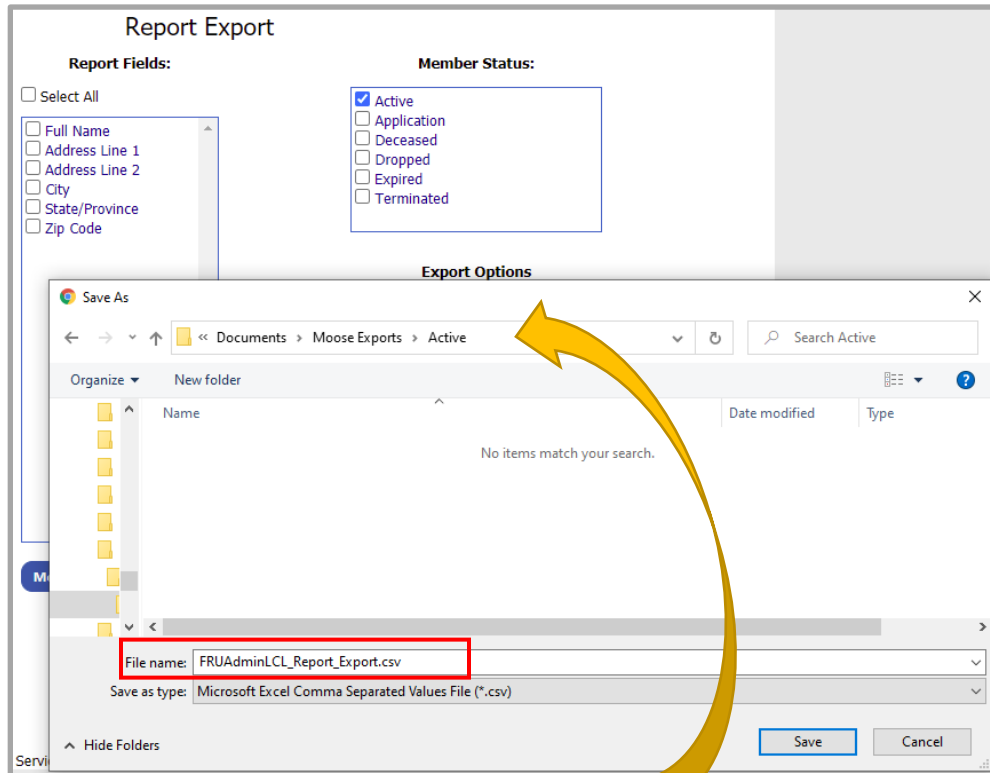 Report Export
Report Fields:
Member Status:
Select All
Full Name
Address Line 1
Address Line 2
City
State/Province
Zip Code
Active
Application
Deceased
Dropped
Expired
Terminated
Export Options
Save As
« Documents › Moose Exports › Active
Search Active
Organize
New folder
?
Name
Date modified
Type
No items match your search.
File name: FRUAdminLCL_Report_Export.csv
Save as type: Microsoft Excel Comma Separated Values File (*.csv)
Hide Folders
Save
Cancel